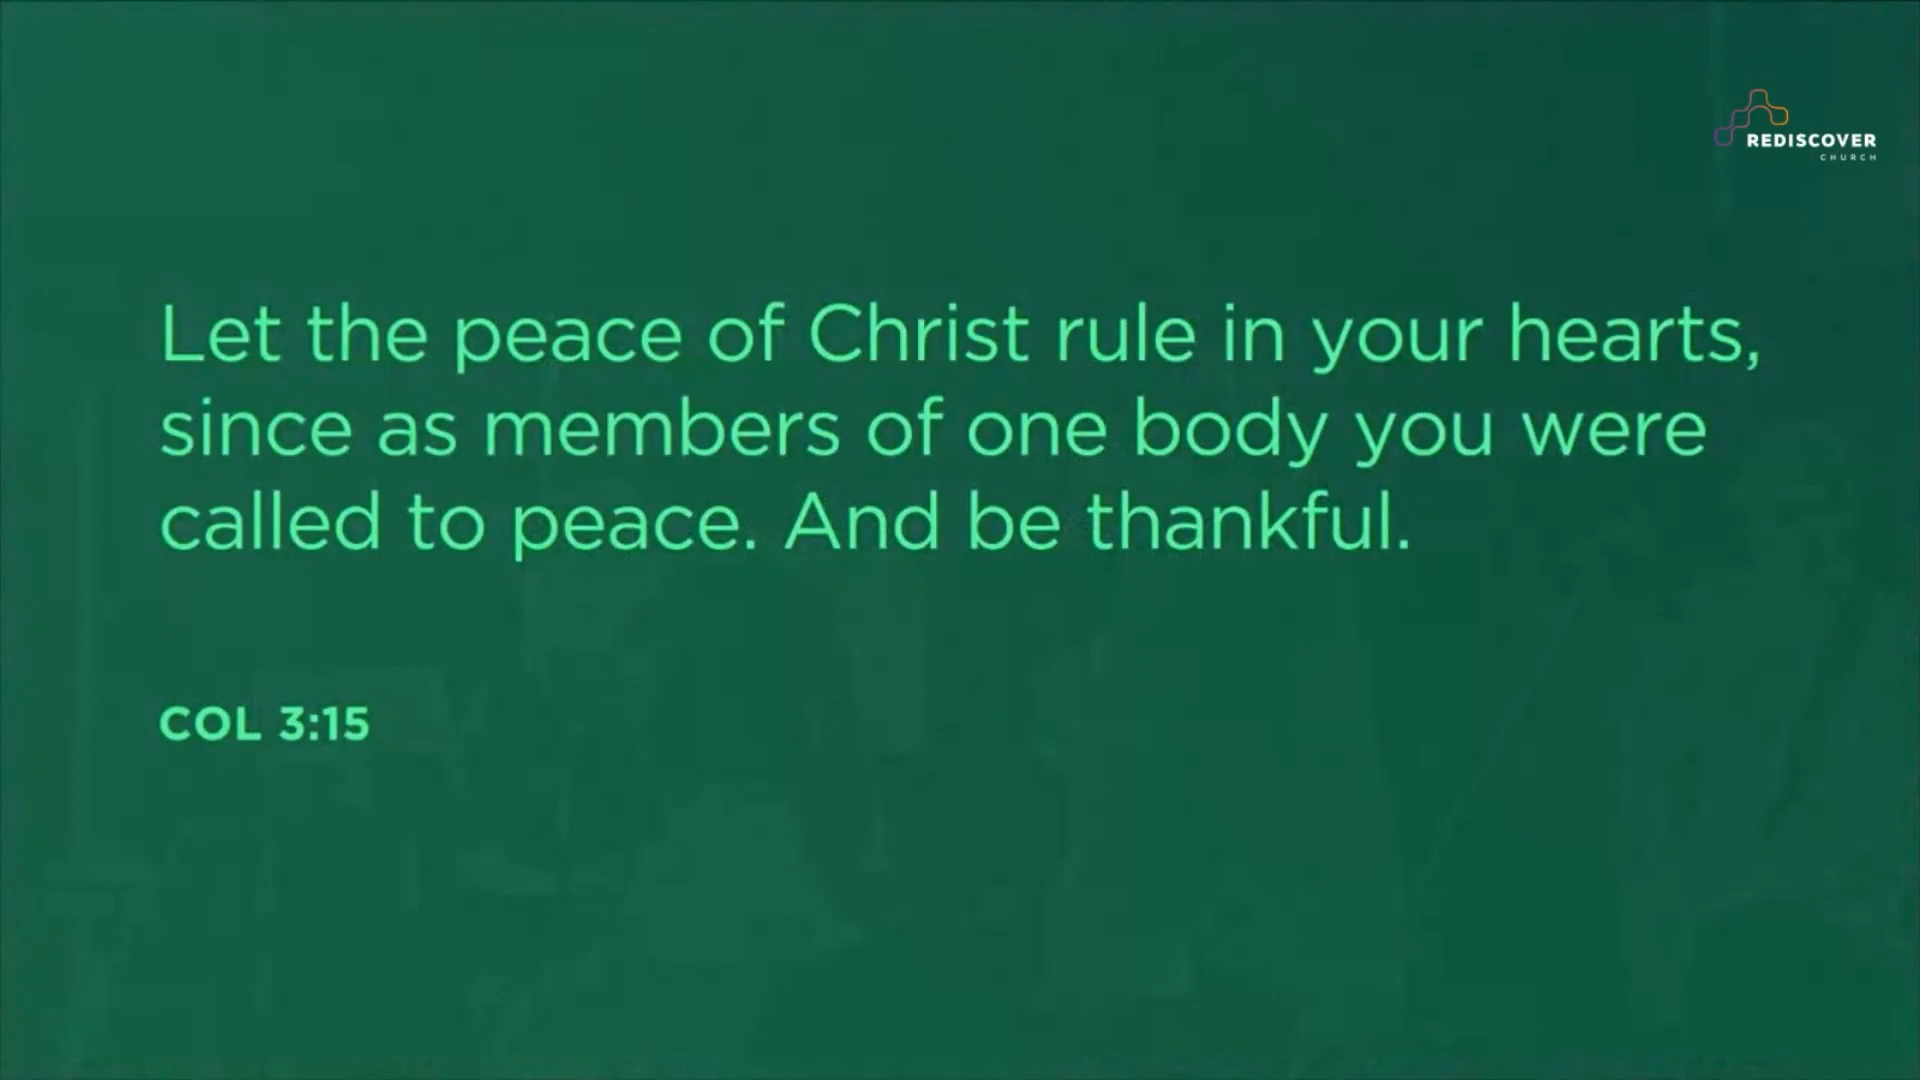 REDISCOVER
CHURCH
Let the peace of Christ rule in your hearts,
since as members of one body you were
called to peace. And be thankful.
COL 3:15